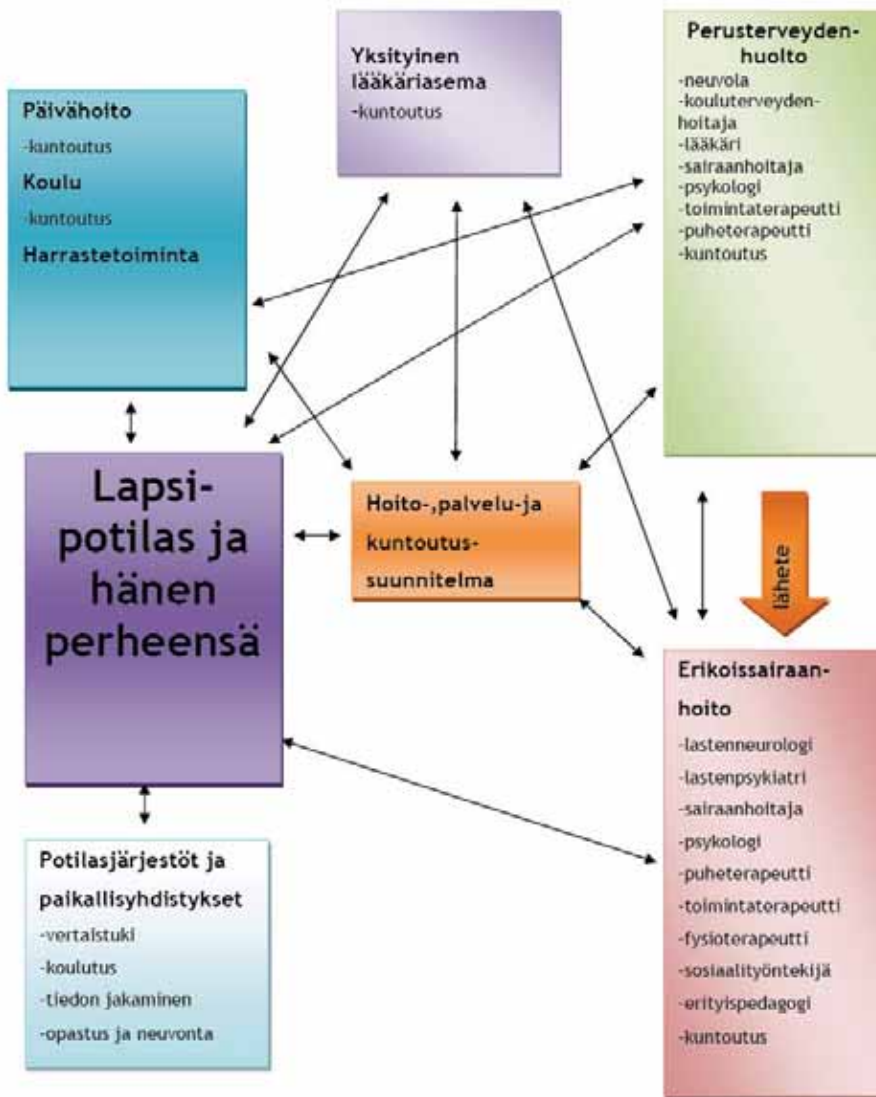 Päivähoito
-kuntoutus
Koulu
-kuntoutus
Harrastetoiminta
Yksityinen
lääkäriasema
-kuntoutus
Perusterveyden-
huolto
-neuvola
-kouluterveyden-
hoitaja
-lääkäri
-sairaanhoitaja
-psykologi
-toimintaterapeutti
-puheterapeutti
-kuntoutus
Lapsi-
potilas ja
hänen
perheensä
Hoito-,palvelu-ja
kuntoutus-
suunnitelma
lähete
Erikoissairaan-
hoito
-lastenneurologi
-lastenpsykiatri
-sairaanhoitaja
-psykologi
-puheterapeutti
-toimintaterapeutti
-fysioterapeutti
-sosiaalityöntekijä
-erityispedagogi
-kuntoutus
Potilasjärjestöt ja
paikallisyhdistykset
-vertaistuki
-koulutus
-tiedon jakaminen
-opastus ja neuvonta